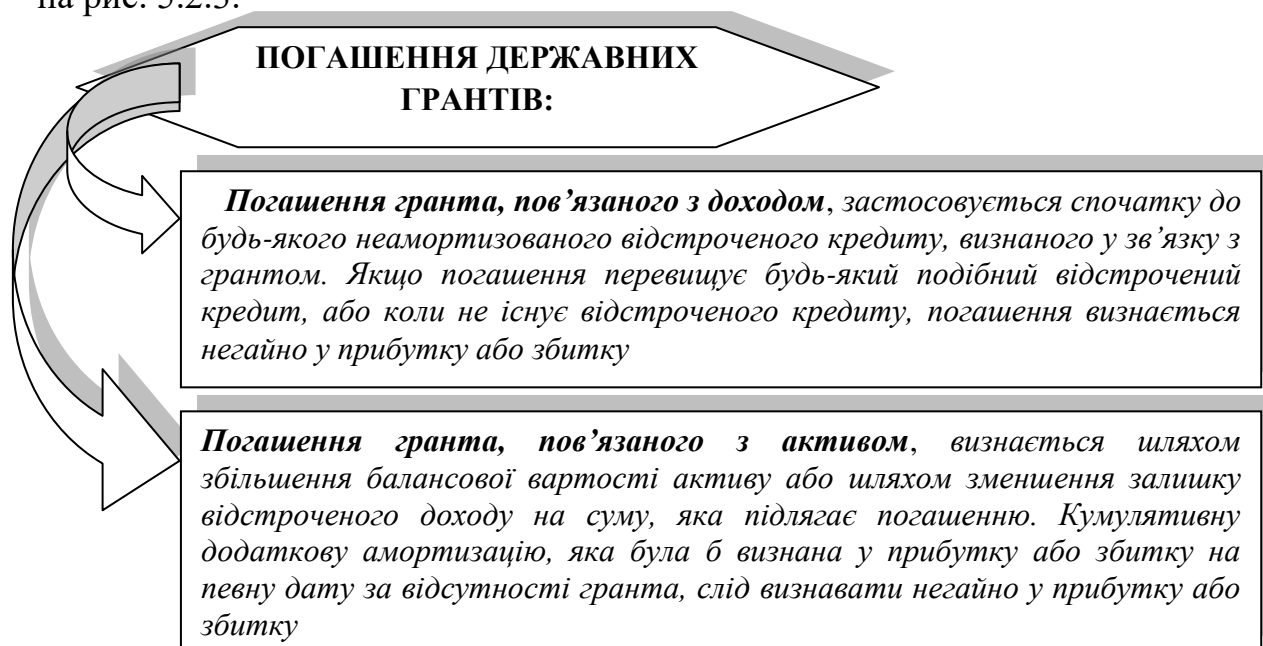 на рис. 5.2.3.
ПОГАШЕННЯ ДЕРЖАВНИХ
ГРАНТІВ:
Погашення гранта, пов’язаного з доходом, застосовується спочатку до
будь-якого неамортизованого відстроченого кредиту, визнаного у зв’язку з
грантом. Якщо погашення перевищує будь-який подібний відстрочений
кредит, або коли не існує відстроченого кредиту, погашення визнається
негайно у прибутку або збитку
Погашення гранта, пов’язаного з активом, визнається шляхом
збільшення балансової вартості активу або шляхом зменшення залишку
відстроченого доходу на суму, яка підлягає погашенню. Кумулятивну
додаткову амортизацію, яка була б визнана у прибутку або збитку на
певну дату за відсутності гранта, слід визнавати негайно у прибутку або
збитку